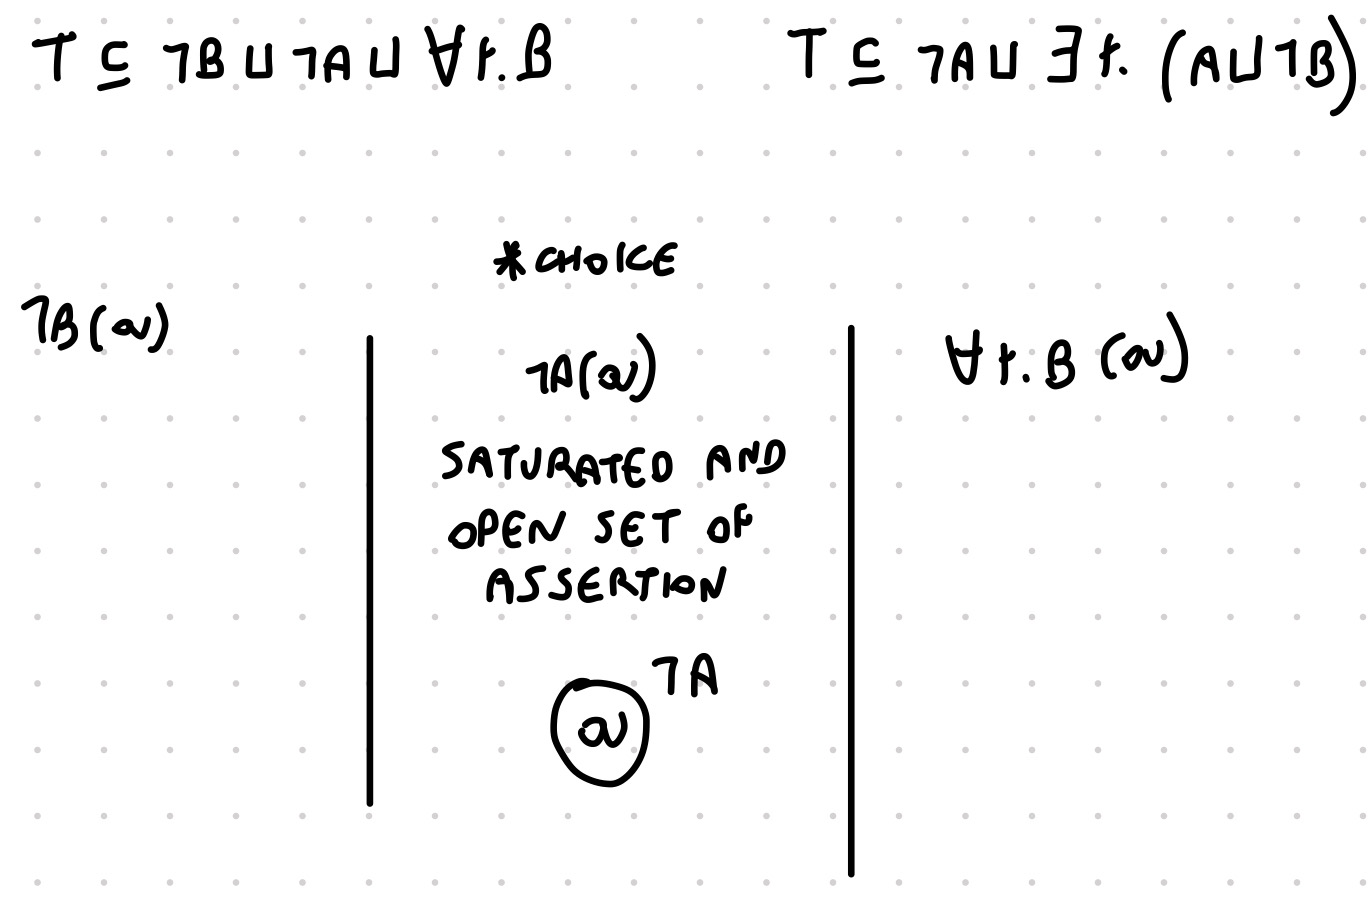 ⊤ ⊑ ¬B ⊔ ¬A ⊔ ∀r.B
⊤ ⊑ ¬A ⊔ ∃r.(A ⊔ ¬B)
*CHOICE
¬B(a)
¬A(a)
∀r.B(a)
SATURATED AND
OPEN SET OF
ASSERTION
¬A
a